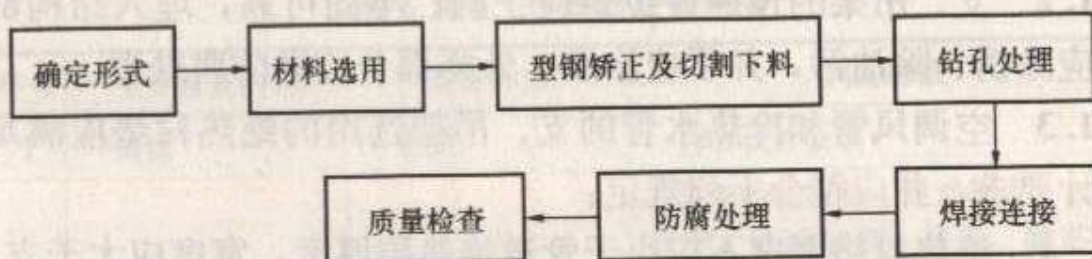 确定形式
材料选用
型钢矫正及切割下料
钻孔处理
焊接连接
防腐处理
质量检查